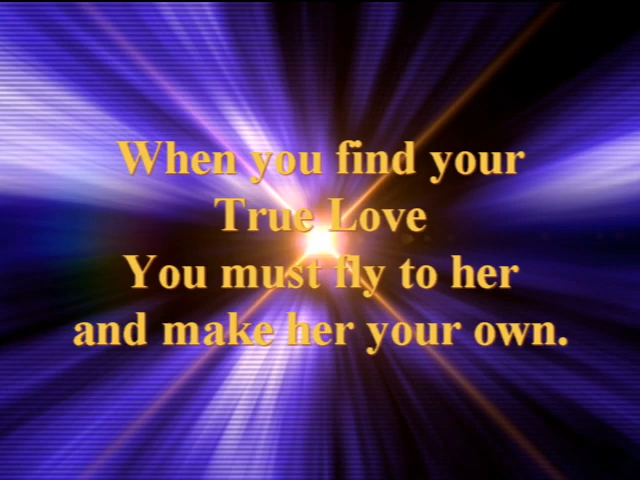 When you find your
True Love
You must fly to her
and make her your own.